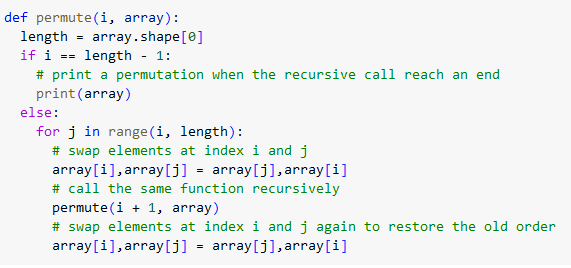 def permute(i, array):
  length = array.shape[0]
  if i == length - 1:
    # print a permutation when the recursive call reach an end
    print(array)
  else:
    for j in range(i, length):
      # swap elements at index i and j
      array[i],array[j] = array[j],array[i]
      # call the same function recursively
      permute(i + 1, array)
      # swap elements at index i and j again to restore the old order
      array[i],array[j] = array[j],array[i]